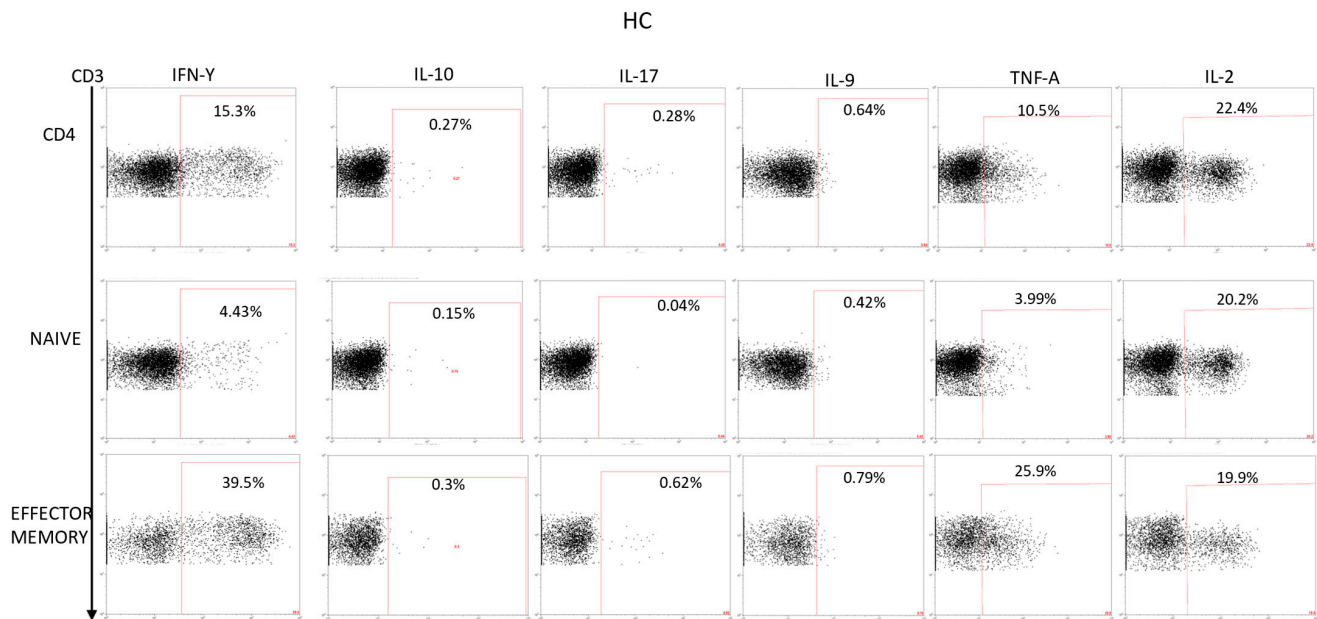 HC
CD3 IFN-Y IL-10 IL-17 IL-9 TNF-A IL-2
CD4 15.3% 0.27% 0.28% 0.64% 10.5% 22.4%
NAIVE 4.43% 0.15% 0.04% 0.42% 3.99% 20.2%
EFFECTOR MEMORY 39.5% 0.3% 0.62% 0.79% 25.9% 19.9%